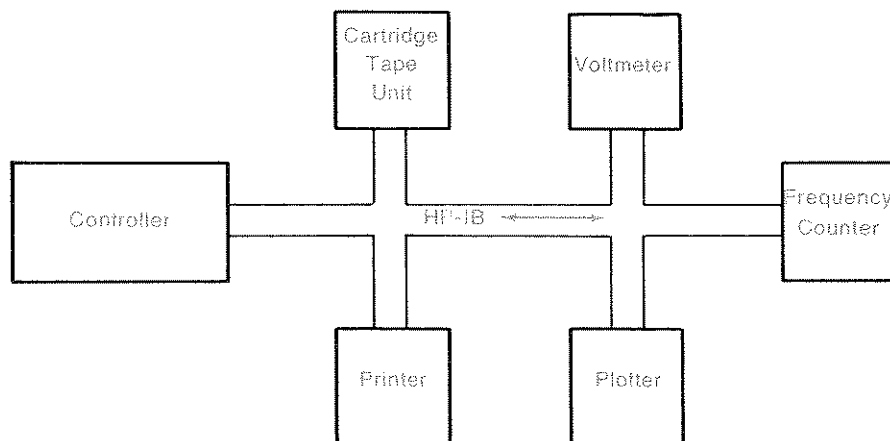 Cartridge
Tape
Unit
Voltmeter
Controller
HP-IB
Frequency
Counter
Printer
Plotter